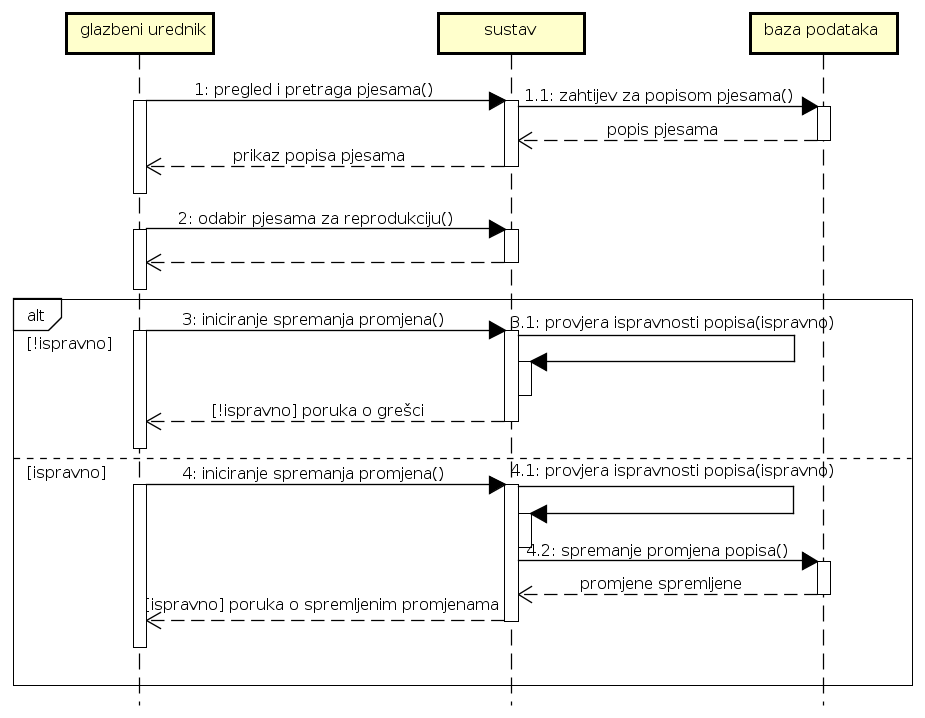 glazbeni urednik
sustav
baza podataka
1: pregled i pretraga pjesama()
1.1: zahtijev za popisom pjesama()
popis pjesama
prikaz popisa pjesama
2: odabir pjesama za reprodukciju()
alt
[!ispravno]
3: iniciranje spremanja promjena()
3.1: provjera ispravnosti popisa(ispravno)
[!ispravno] poruka o grešci
[ispravno]
4: iniciranje spremanja promjena()
4.1: provjera ispravnosti popisa(ispravno)
4.2: spremanje promjena popisa()
promjene spremljene
[ispravno] poruka o spremljenim promjenama